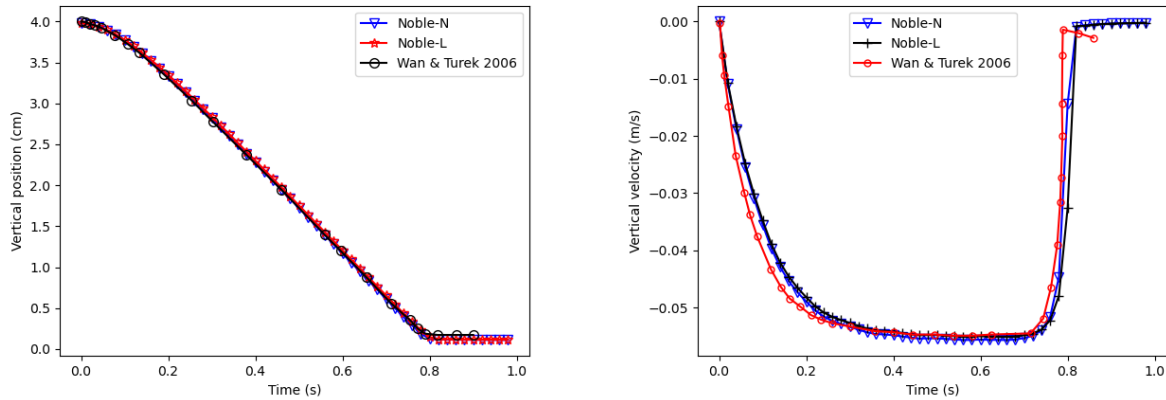 4.0
3.5
3.0
2.5
2.0
1.5
1.0
0.5
0.0
Vertical position (cm)
0.0 0.2 0.4 0.6 0.8 1.0
Time (s)
Noble-N
Noble-L
Wan & Turek 2006
0.00
−0.01
−0.02
−0.03
−0.04
−0.05
Vertical velocity (m/s)
0.0 0.2 0.4 0.6 0.8 1.0
Time (s)
Noble-N
Noble-L
Wan & Turek 2006